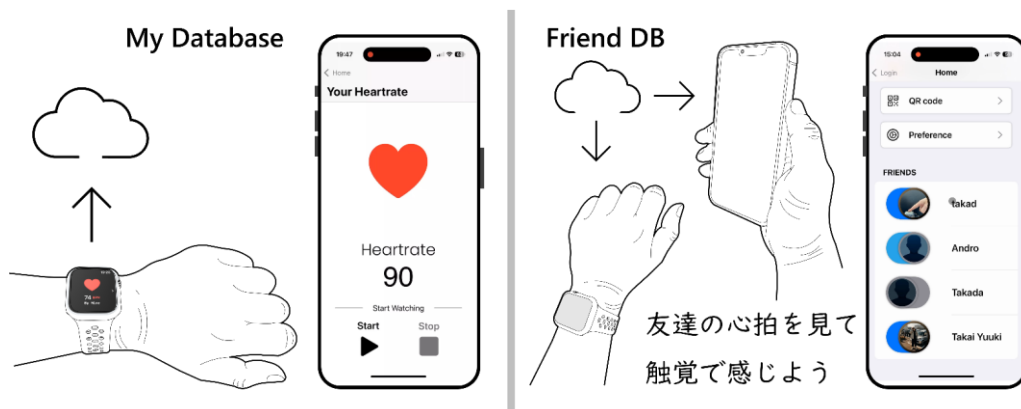 My Database
19:47
Home
Your Heartrate
Heartrate
90
Start Watching
Start
Stop
Friend DB
15:04
Login
Home
QR code
Preference
FRIENDS
takad
Andro
Takada
Takai Yuuki
友達の心拍を見て
触覚で感じよう